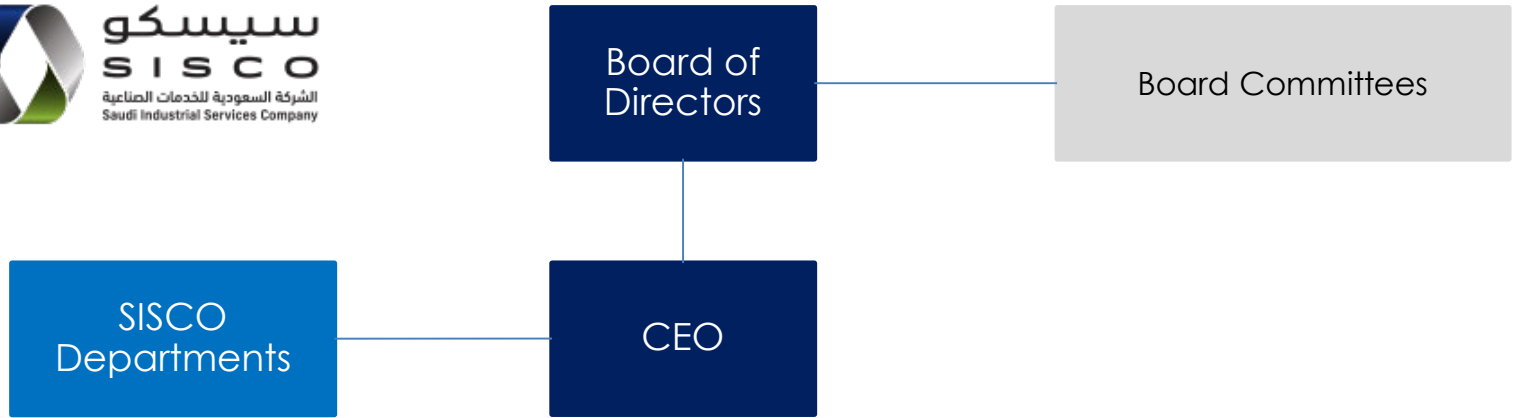 سيسكو
SISCO
الشركة السعودية للخدمات الصناعية
Saudi Industrial Services Company
Board of
Directors
Board Committees
SISCO
Departments
CEO